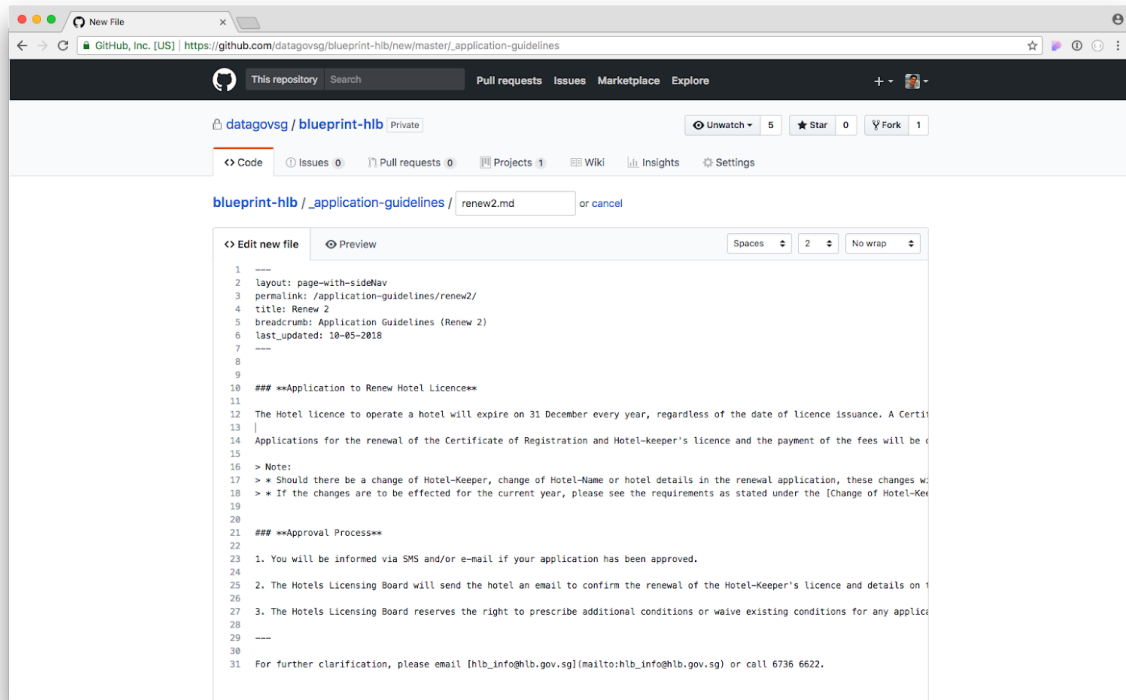 New File
GitHub, Inc. [US] | https://github.com/datagovsg/blueprint-hlb/new/master/_application-guidelines
This repository Search Pull requests Issues Marketplace Explore
datagovsg / blueprint-hlb Private Unwatch 5 Star 0 Fork 1
Code Issues 0 Pull requests 0 Projects 1 Wiki Insights Settings
blueprint-hlb / _application-guidelines / renew2.md or cancel
Edit new file Preview Spaces 2 No wrap
1 ---
2 layout: page-with-sideNav
3 permalink: /application-guidelines/renew2/
4 title: Renew 2
5 breadcrumb: Application Guidelines (Renew 2)
6 last_updated: 10-05-2018
7 ---
8
9
10 ### **Application to Renew Hotel Licence**
11
12 The Hotel licence to operate a hotel will expire on 31 December every year, regardless of the date of licence issuance. A
13
14 Applications for the renewal of the Certificate of Registration and Hotel-keeper's licence and the payment of the fees will be
15
16 > Note:
17 > * Should there be a change of Hotel-Keeper, change of Hotel-Name or hotel details in the renewal application, these changes
18 > * If the changes are to be effected for the current year, please see the requirements as stated under the [Change of
19
20
21 ### **Approval Process**
22
23 1. You will be informed via SMS and/or e-mail if your application has been approved.
24
25 2. The Hotels Licensing Board will send the hotel an email to confirm the renewal of the Hotel-Keeper's licence and details on
26
27 3. The Hotels Licensing Board reserves the right to prescribe additional conditions or waive existing conditions for any
28
29 ---
30
31 For further clarification, please email [hlb_info@hlb.gov.sg](mailto:hlb_info@hlb.gov.sg) or call 6736 6622.